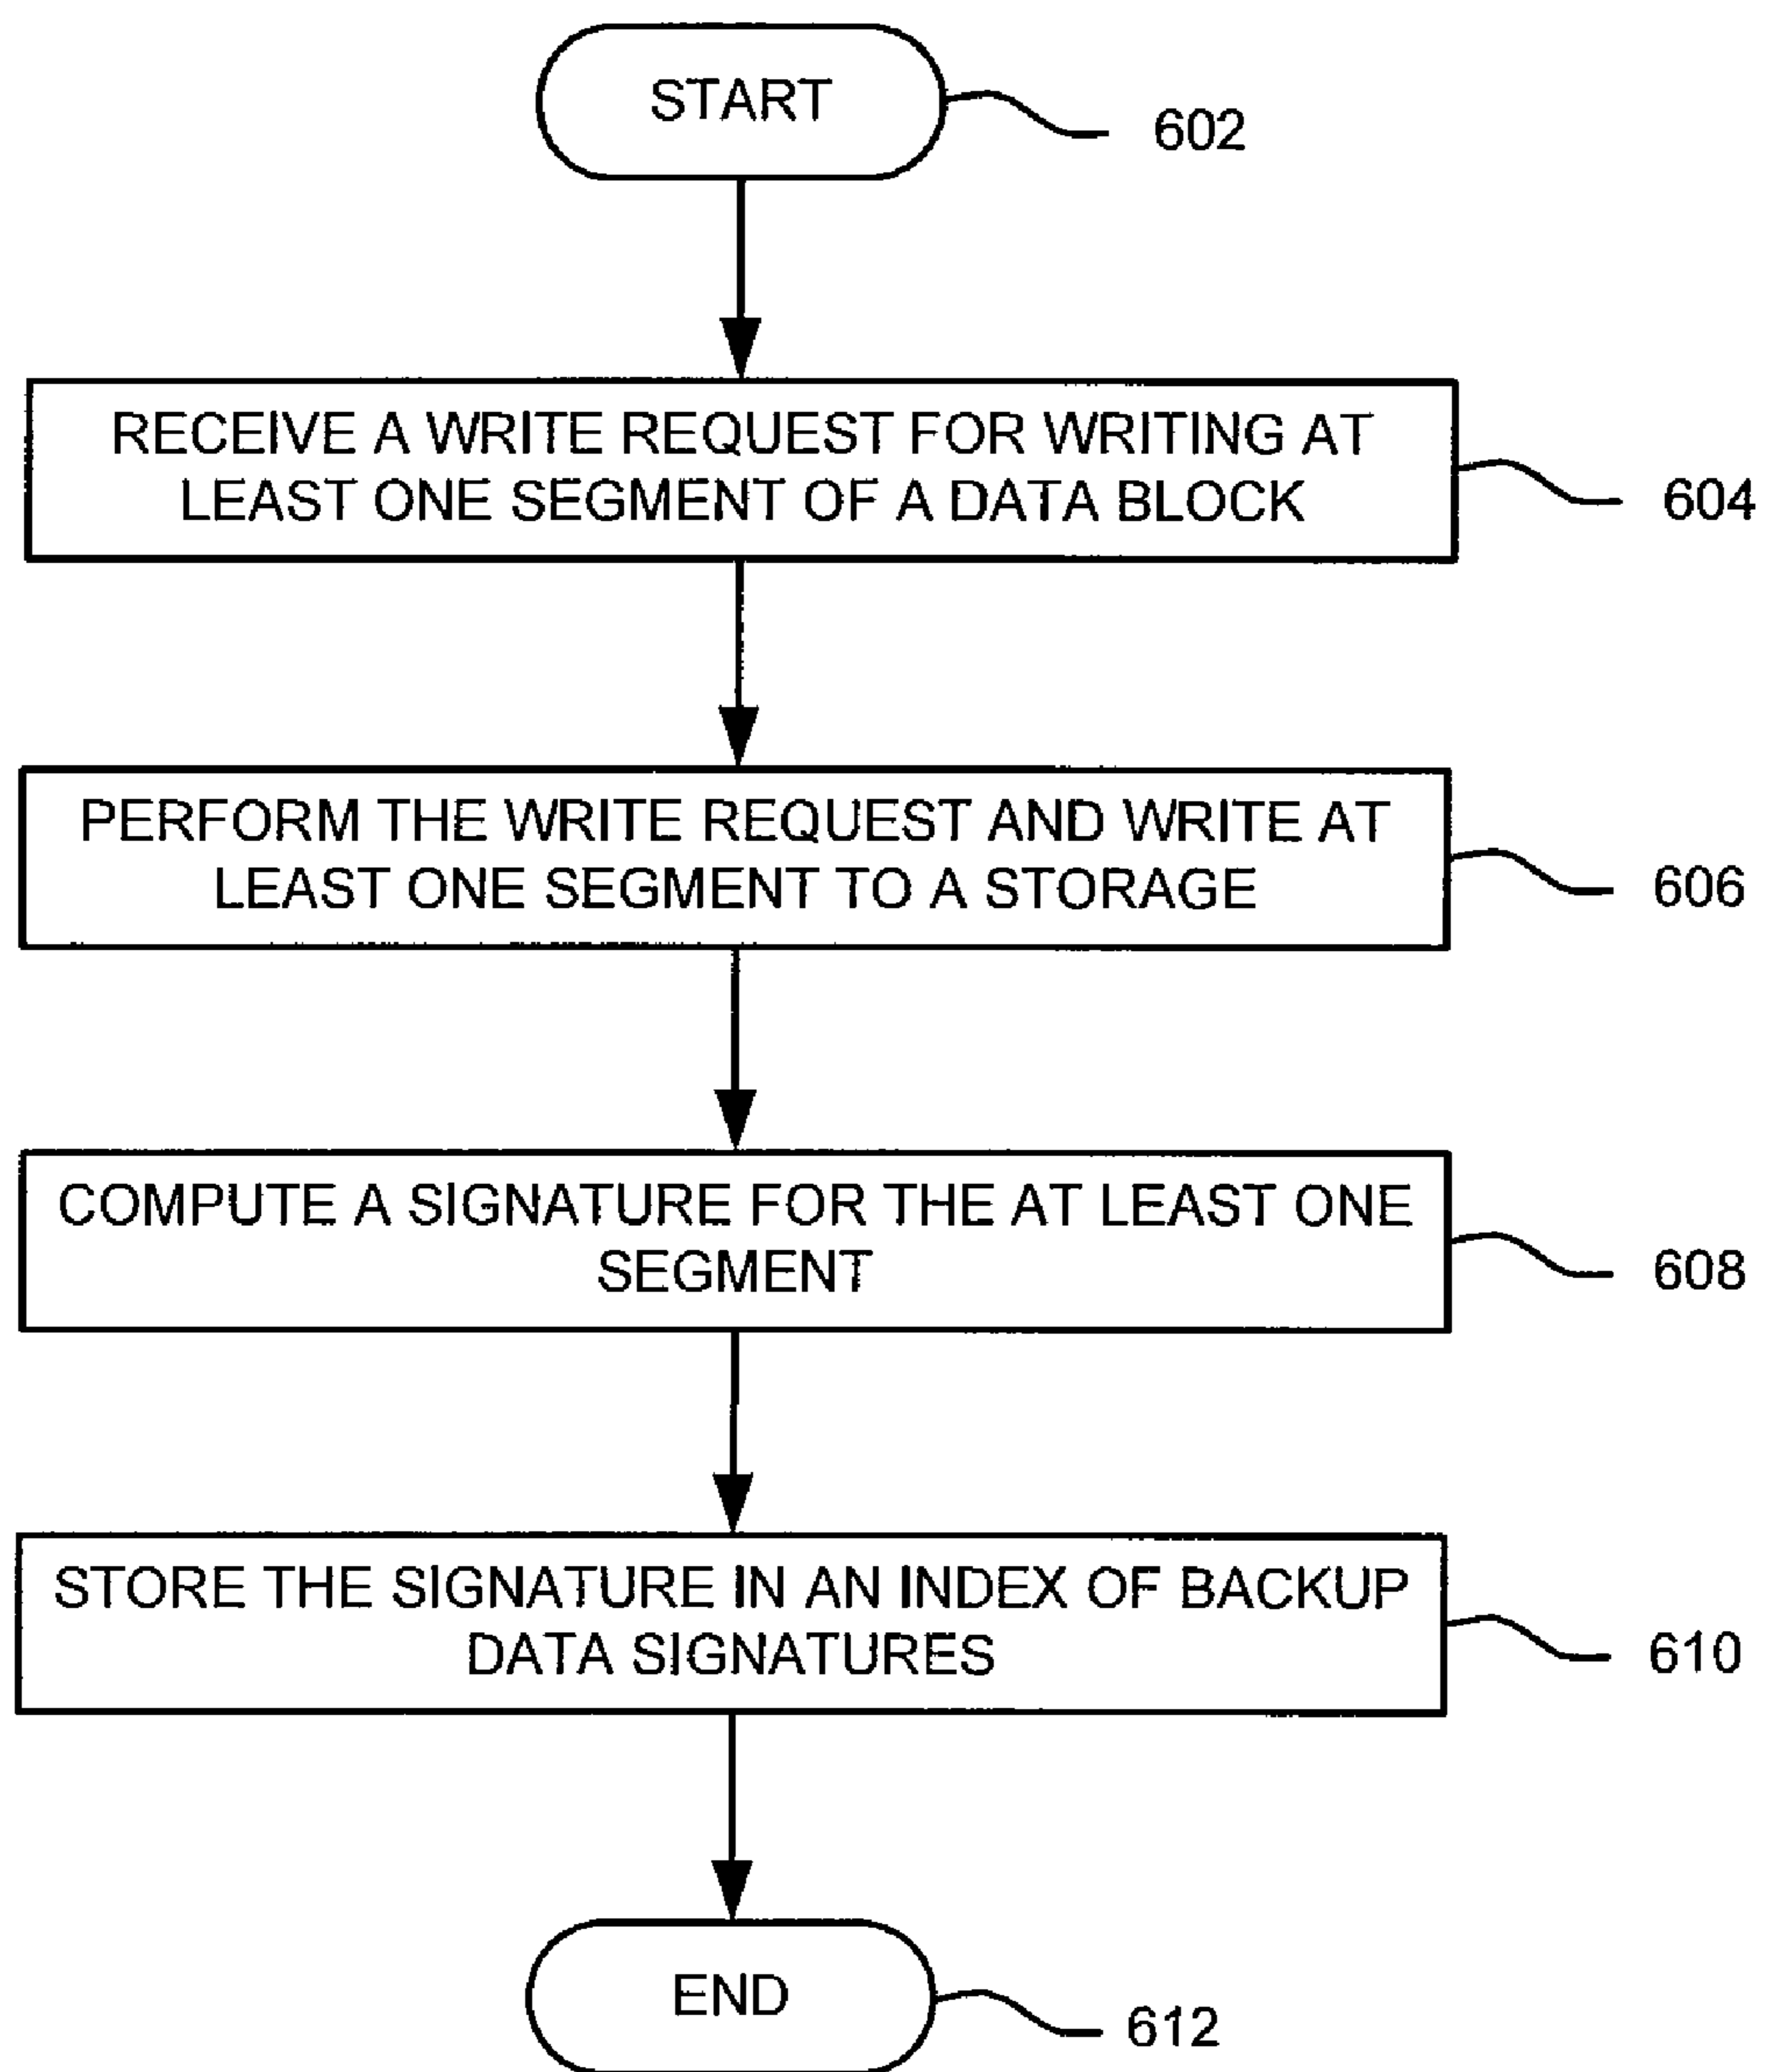 START
602
RECEIVE A WRITE REQUEST FOR WRITING AT
LEAST ONE SEGMENT OF A DATA BLOCK
604
PERFORM THE WRITE REQUEST AND WRITE AT
LEAST ONE SEGMENT TO A STORAGE
606
COMPUTE A SIGNATURE FOR THE AT LEAST ONE
SEGMENT
608
STORE THE SIGNATURE IN AN INDEX OF BACKUP
DATA SIGNATURES
610
END
612